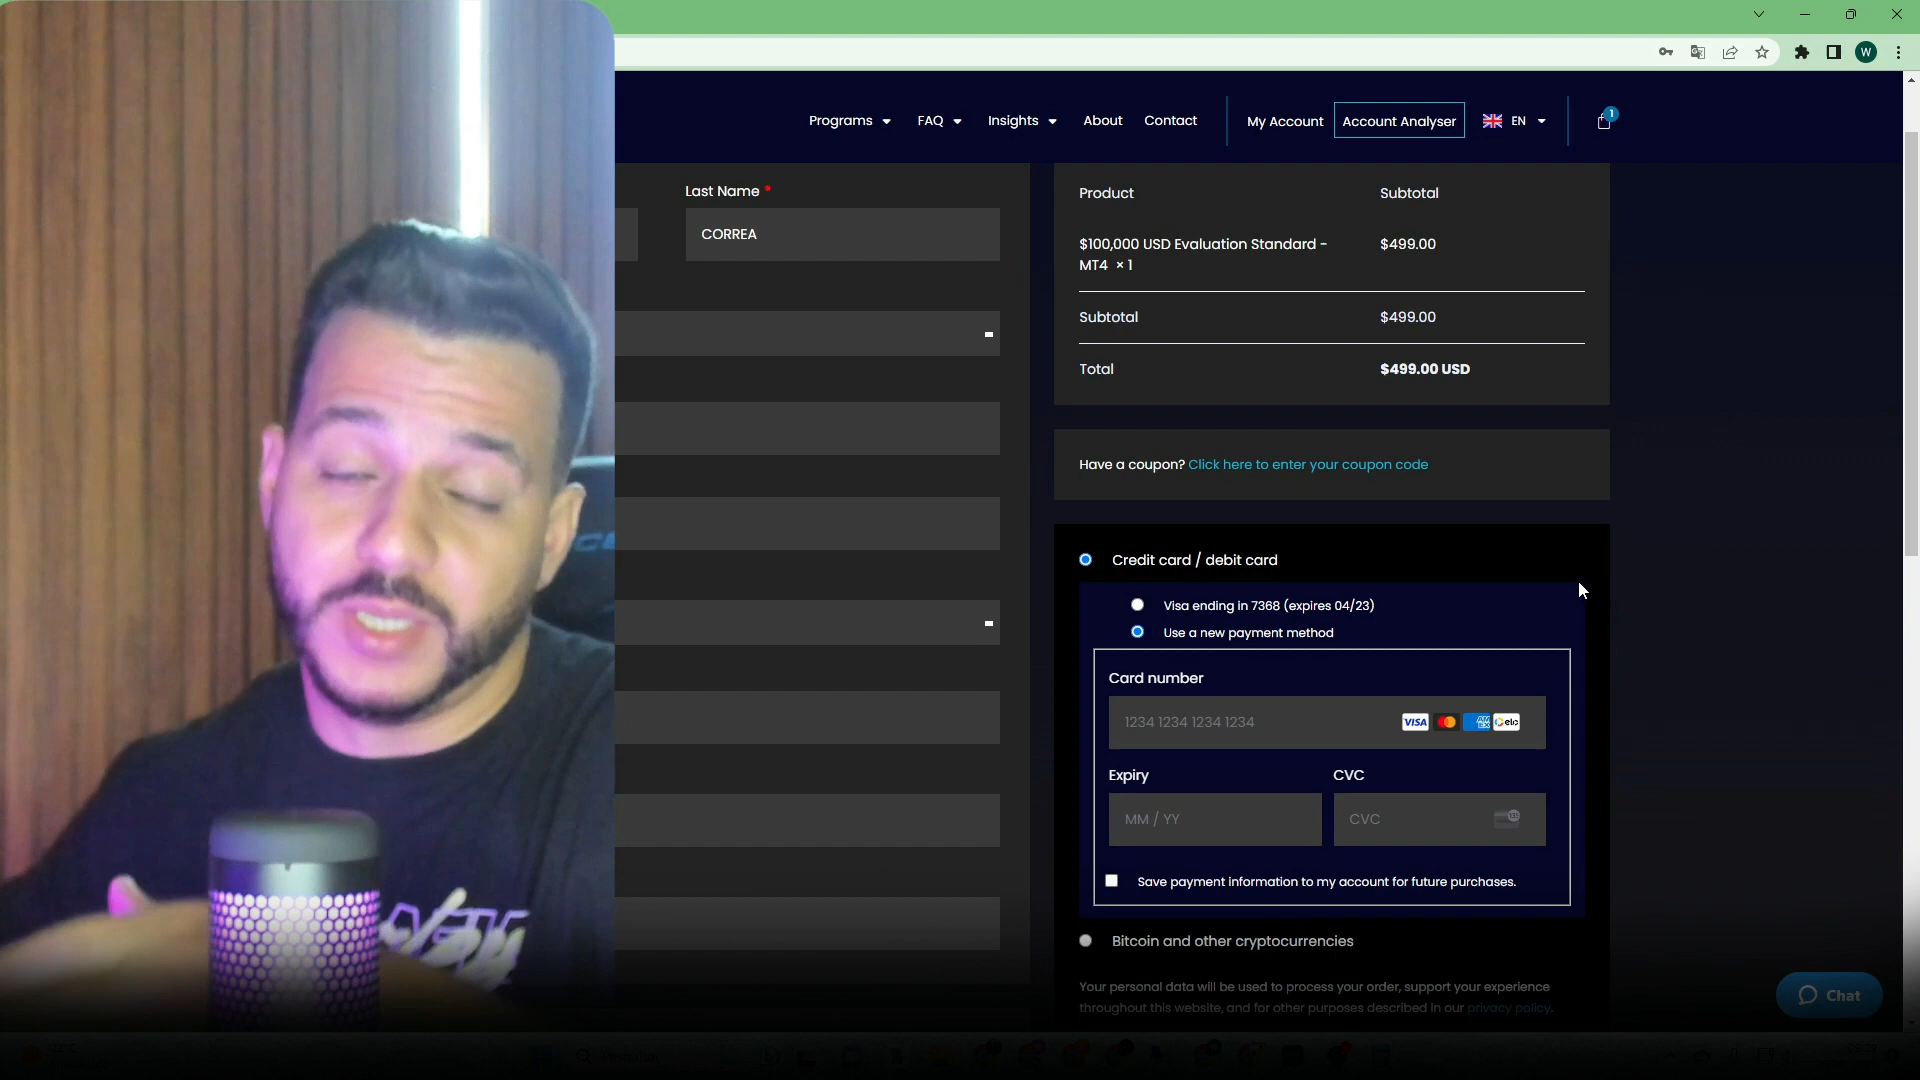 W
Programs
FAQ
Insights
About
Contact
My Account
Account Analyser
EN
1
Last Name *
CORREA
Product Subtotal
$100,000 USD Evaluation Standard - $499.00
MT4 × 1
Subtotal $499.00
Total $499.00 USD
Have a coupon? Click here to enter your coupon code
Credit card / debit card
Visa ending in 7368 (expires 04/23)
Use a new payment method
Card number
1234 1234 1234 1234
VISA
elo
Expiry CVC
MM / YY CVC
Save payment information to my account for future purchases.
Bitcoin and other cryptocurrencies
Your personal data will be used to process your order, support your experience
throughout this website, and for other purposes described in our privacy policy.
Chat